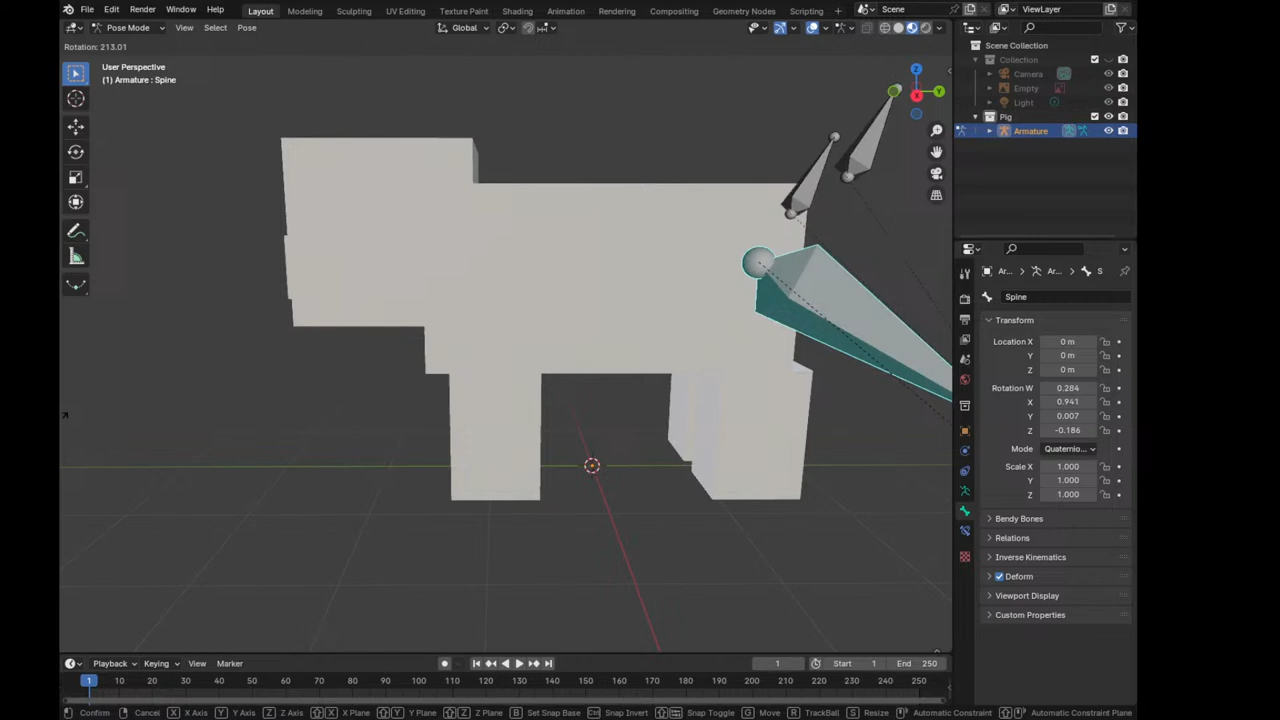 File Edit Render Window Help Layout Modeling Sculpting UV Editing Texture Paint Shading Animation Rendering Compositing Geometry Nodes Scripting + Scene ViewLayer
Pose Mode View Select Pose Global
Rotation: 213.01
User Perspective
(1) Armature : Spine
Z
Y
X
Scene Collection
Collection
Camera
Empty
Light
Pig
Armature
Ar... Ar... S
Spine
Transform
Location X 0 m
Y 0 m
Z 0 m
Rotation W 0.284
X 0.941
Y 0.007
Z -0.186
Mode Quaternio...
Scale X 1.000
Y 1.000
Z 1.000
Bendy Bones
Relations
Inverse Kinematics
Deform
Viewport Display
Custom Properties
Playback Keying View Marker 1 Start 1 End 250
1 10 20 30 40 50 60 70 80 90 100 110 120 130 140 150 160 170 180 190 200 210 220 230 240 250
Confirm Cancel X X Axis Y Y Axis Z Z Axis X X Plane Y Y Plane Z Z Plane B Set Snap Base Ctrl Snap Invert Snap Toggle G Move R TrackBall S Resize Automatic Constraint Automatic Constraint Plane